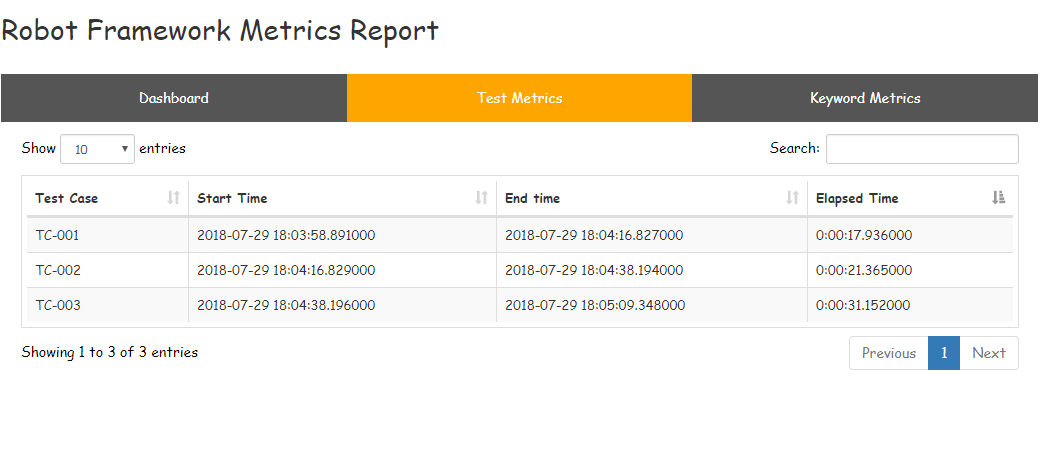 Robot Framework Metrics Report
Dashboard Test Metrics Keyword Metrics
Show 10 entries Search:
Test Case Start Time End time Elapsed Time
TC-001 2018-07-29 18:03:58.891000 2018-07-29 18:04:16.827000 0:00:17.936000
TC-002 2018-07-29 18:04:16.829000 2018-07-29 18:04:38.194000 0:00:21.365000
TC-003 2018-07-29 18:04:38.196000 2018-07-29 18:05:09.348000 0:00:31.152000
Showing 1 to 3 of 3 entries Previous 1 Next